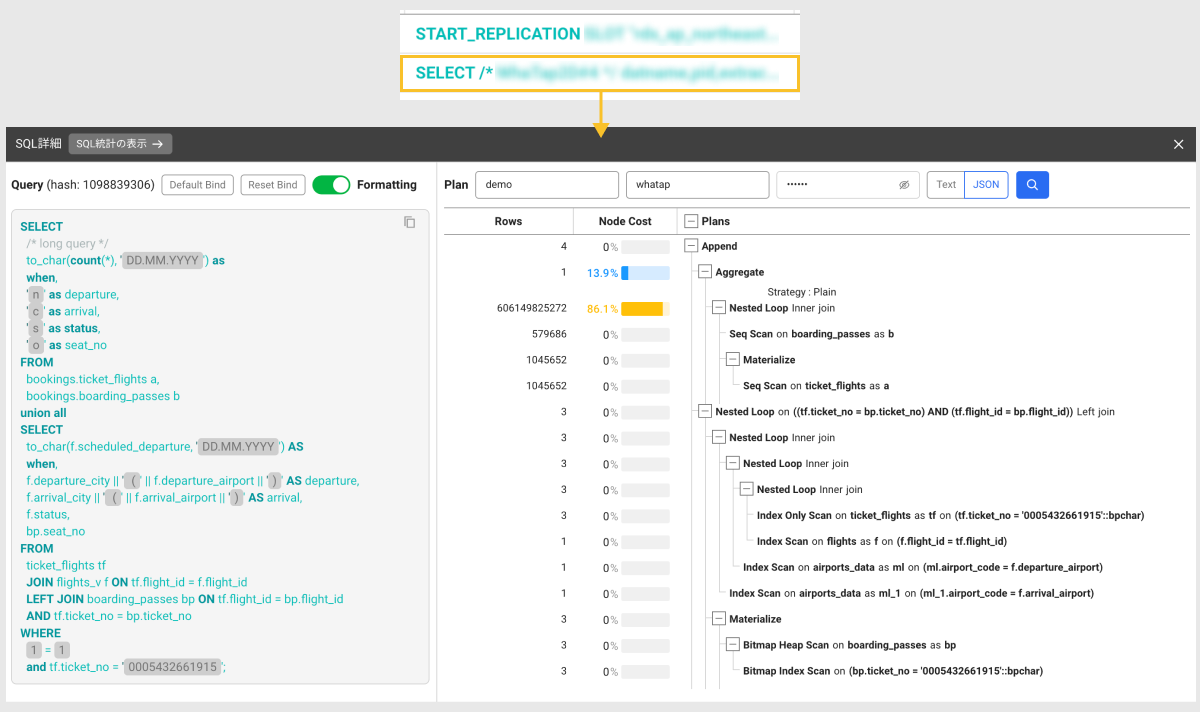 START_REPLICATION
SELECT /*
SQL詳細 SQL統計の表示 →
Query (hash: 1098839306) Default Bind Reset Bind Formatting
SELECT
/* long query */
to_char(count(*), 'DD.MM.YYYY') as
when,
'n' as departure,
'c' as arrival,
's' as status,
'o' as seat_no
FROM
bookings.ticket_flights a,
bookings.boarding_passes b
union all
SELECT
to_char(f.scheduled_departure, 'DD.MM.YYYY') AS
when,
f.departure_city || '(' || f.departure_airport || ')' AS departure,
f.arrival_city || '(' || f.arrival_airport || ')' AS arrival,
f.status,
bp.seat_no
FROM
ticket_flights tf
JOIN flights_v f ON tf.flight_id = f.flight_id
LEFT JOIN boarding_passes bp ON tf.flight_id = bp.flight_id
AND tf.ticket_no = bp.ticket_no
WHERE
1 = 1
and tf.ticket_no = '0005432661915';
Plan demo whatap •••••• Text JSON
Rows Node Cost Plans
4 0% Append
1 13.9% Aggregate
Strategy : Plain
606149825272 86.1% Nested Loop Inner join
579686 0% Seq Scan on boarding_passes as b
1045652 0% Materialize
1045652 0% Seq Scan on ticket_flights as a
3 0% Nested Loop on ((tf.ticket_no = bp.ticket_no) AND (tf.flight_id = bp.flight_id)) Left join
3 0% Nested Loop Inner join
3 0% Nested Loop Inner join
3 0% Nested Loop Inner join
3 0% Index Only Scan on ticket_flights as tf on (tf.ticket_no = '0005432661915'::bpchar)
1 0% Index Scan on flights as f on (f.flight_id = tf.flight_id)
1 0% Index Scan on airports_data as ml on (ml.airport_code = f.departure_airport)
1 0% Index Scan on airports_data as ml_1 on (ml_1.airport_code = f.arrival_airport)
3 0% Materialize
3 0% Bitmap Heap Scan on boarding_passes as bp
3 0% Bitmap Index Scan on (bp.ticket_no = '0005432661915'::bpchar)